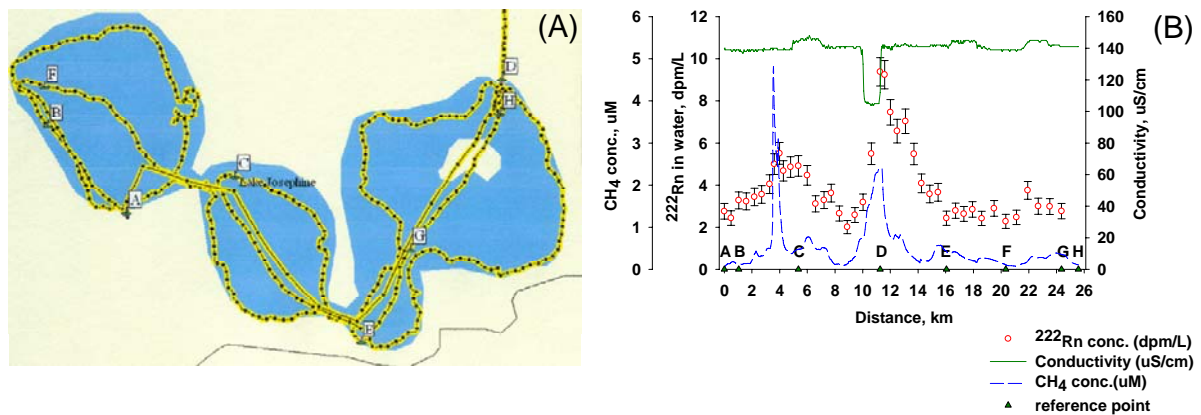 (A)
D
H
F
B
C
Lake Josephine
A
G
E
(B)
CH4 conc., uM
0
1
2
3
4
5
6
222Rn in water, dpm/L
0
2
4
6
8
10
12
Conductivity, uS/cm
0
20
40
60
80
100
120
140
160
A B C D E F G H
0 2 4 6 8 10 12 14 16 18 20 22 24 26
Distance, km
222Rn conc. (dpm/L)
Conductivity (uS/cm)
CH4 conc.(uM)
reference point